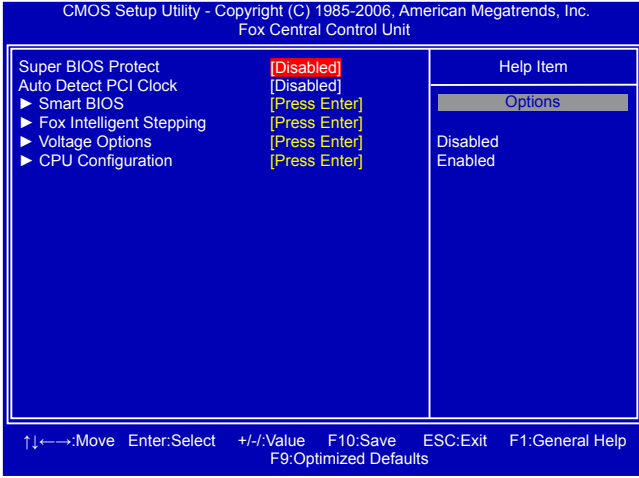 CMOS Setup Utility - Copyright (C) 1985-2006, American Megatrends, Inc.
Fox Central Control Unit
Super BIOS Protect [Disabled]
Auto Detect PCI Clock [Disabled]
► Smart BIOS [Press Enter]
► Fox Intelligent Stepping [Press Enter]
► Voltage Options [Press Enter]
► CPU Configuration [Press Enter]
Help Item
Options
Disabled
Enabled
↑↓←→:Move Enter:Select +/-/:Value F10:Save ESC:Exit F1:General Help
F9:Optimized Defaults